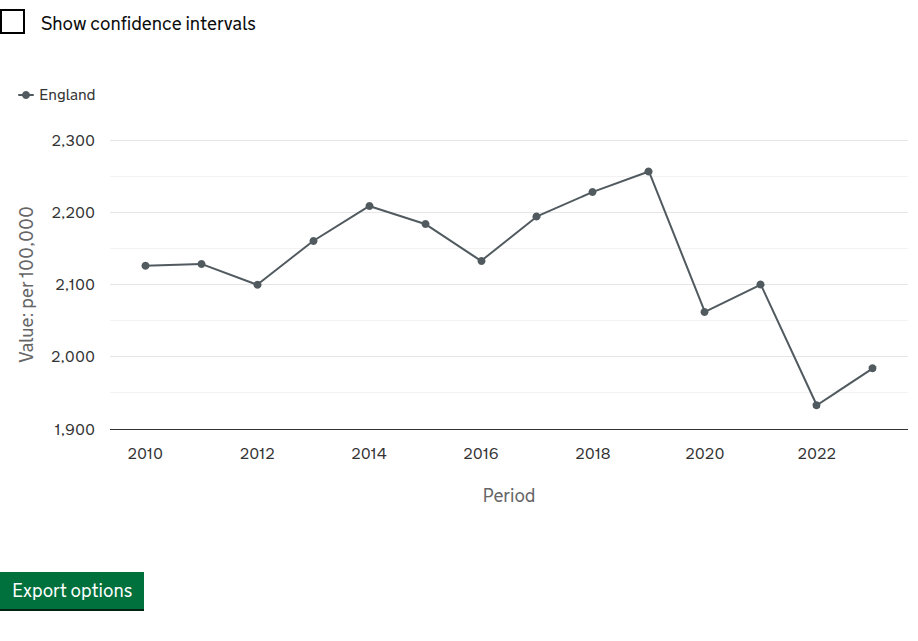 Show confidence intervals
England
2,300
2,200
2,100
2,000
1,900
Value: per 100,000
2010 2012 2014 2016 2018 2020 2022
Period
Export options